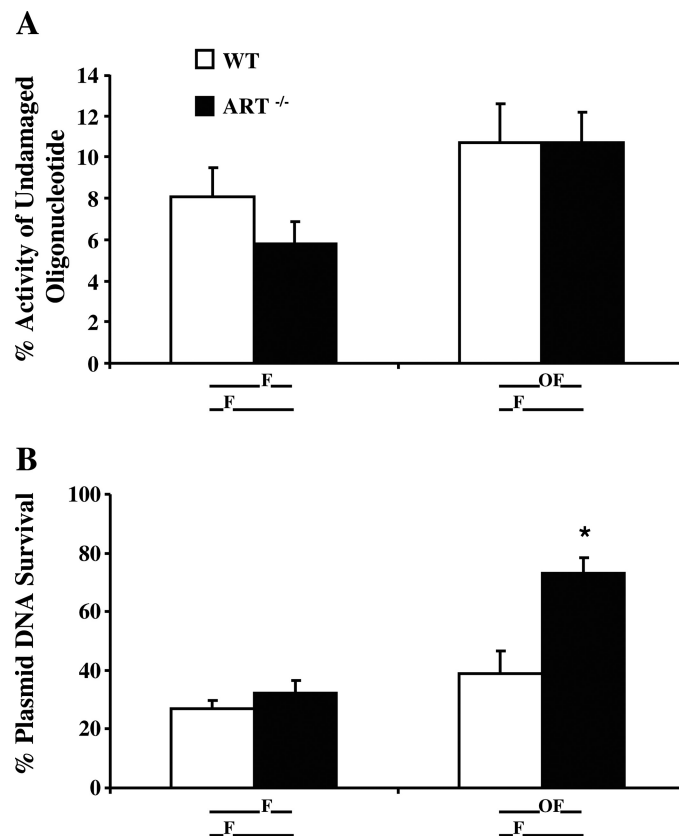 A
WT
ART -/-
% Activity of Undamaged
Oligonucleotide
14
12
10
8
6
4
2
0
F
F
OF
F
B
% Plasmid DNA Survival
100
80
60
40
20
0
*
F
F
OF
F